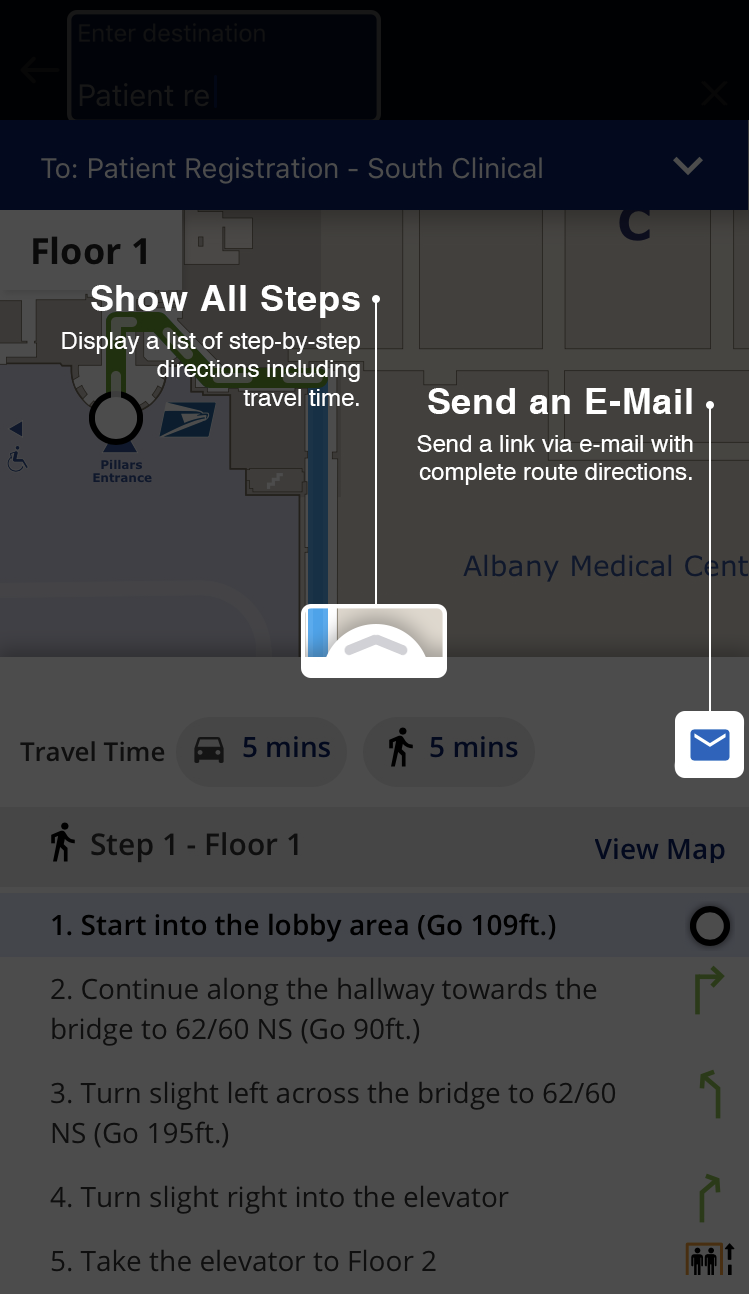 Enter destination
Patient re
To: Patient Registration - South Clinical
Floor 1
C
Show All Steps
Display a list of step-by-step
directions including
travel time.
Send an E-Mail
Send a link via e-mail with
complete route directions.
Pillars
Entrance
Albany Medical Cent
Travel Time
5 mins
5 mins
Step 1 - Floor 1
View Map
1. Start into the lobby area (Go 109ft.)
2. Continue along the hallway towards the
bridge to 62/60 NS (Go 90ft.)
3. Turn slight left across the bridge to 62/60
NS (Go 195ft.)
4. Turn slight right into the elevator
5. Take the elevator to Floor 2